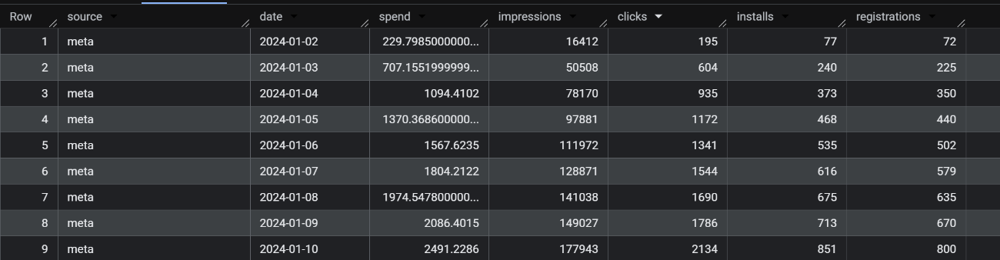 Row source date spend impressions clicks installs registrations
1 meta 2024-01-02 229.7985000000... 16412 195 77 72
2 meta 2024-01-03 707.1551999999... 50508 604 240 225
3 meta 2024-01-04 1094.4102 78170 935 373 350
4 meta 2024-01-05 1370.368600000... 97881 1172 468 440
5 meta 2024-01-06 1567.6235 111972 1341 535 502
6 meta 2024-01-07 1804.2122 128871 1544 616 579
7 meta 2024-01-08 1974.547800000... 141038 1690 675 635
8 meta 2024-01-09 2086.4015 149027 1786 713 670
9 meta 2024-01-10 2491.2286 177943 2134 851 800